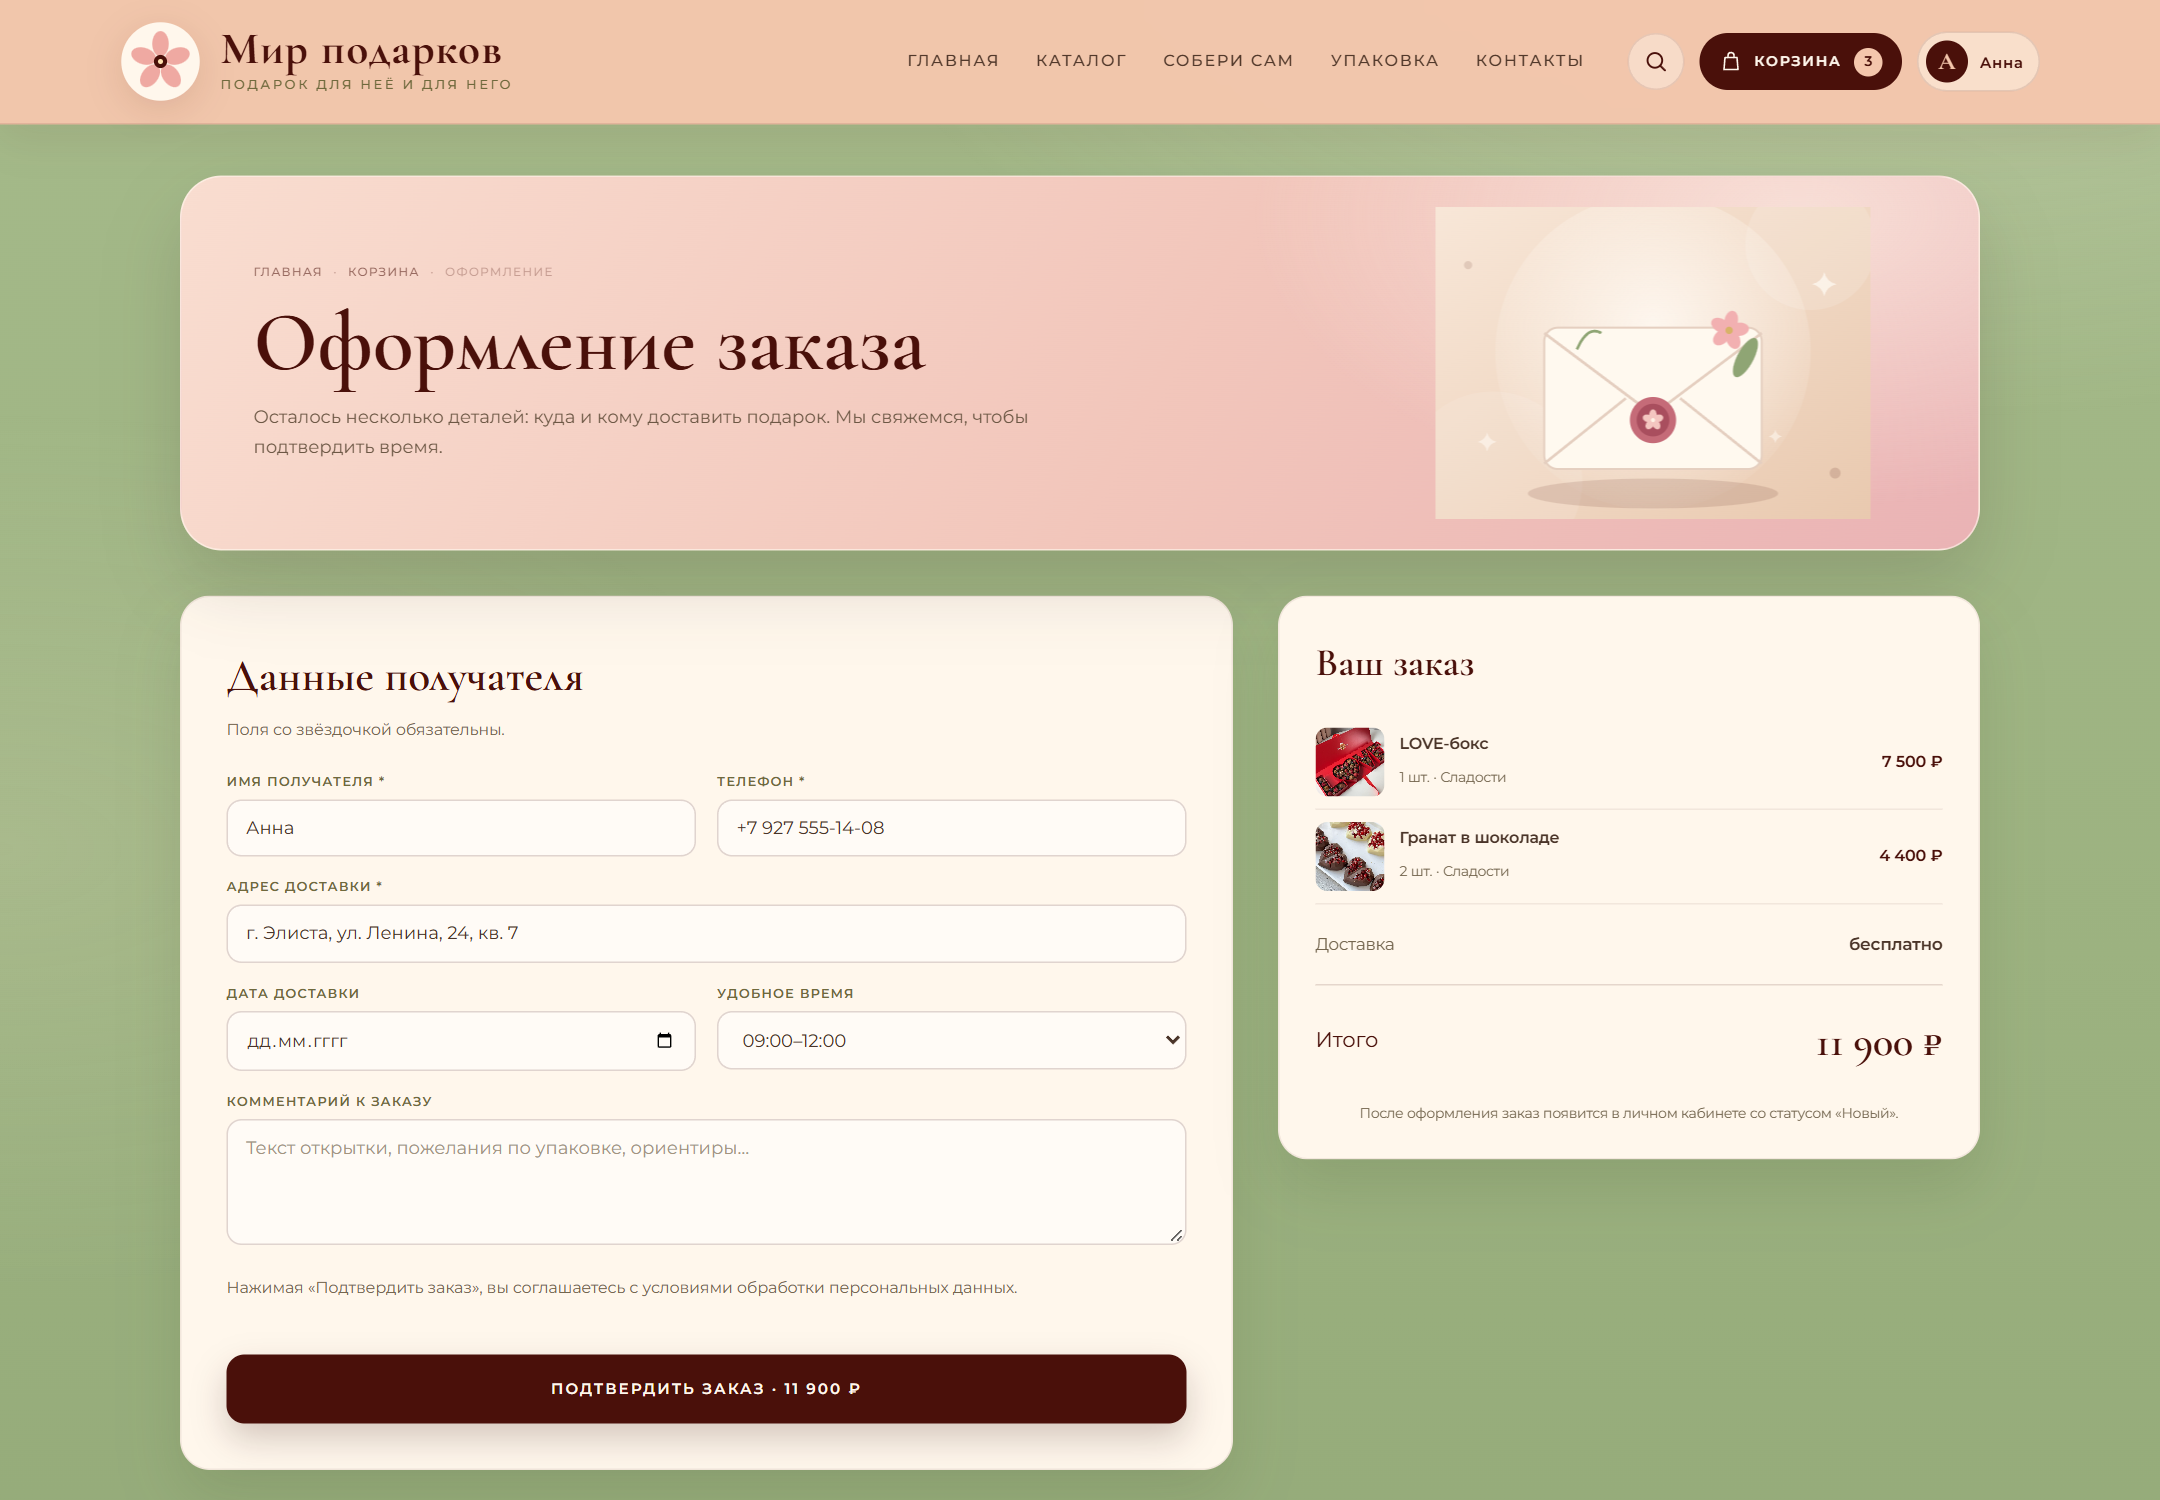 Мир подарков
ПОДАРОК ДЛЯ НЕЁ И ДЛЯ НЕГО
ГЛАВНАЯ
КАТАЛОГ
СОБЕРИ САМ
УПАКОВКА
КОНТАКТЫ
КОРЗИНА 3
А Анна
ГЛАВНАЯ · КОРЗИНА · ОФОРМЛЕНИЕ
Оформление заказа
Осталось несколько деталей: куда и кому доставить подарок. Мы свяжемся, чтобы
подтвердить время.
Данные получателя
Поля со звёздочкой обязательны.
ИМЯ ПОЛУЧАТЕЛЯ *
Анна
ТЕЛЕФОН *
+7 927 555-14-08
АДРЕС ДОСТАВКИ *
г. Элиста, ул. Ленина, 24, кв. 7
ДАТА ДОСТАВКИ
дд.мм.гггг
УДОБНОЕ ВРЕМЯ
09:00–12:00
КОММЕНТАРИЙ К ЗАКАЗУ
Текст открытки, пожелания по упаковке, ориентиры...
Нажимая «Подтвердить заказ», вы соглашаетесь с условиями обработки персональных данных.
ПОДТВЕРДИТЬ ЗАКАЗ · 11 900 ₽
Ваш заказ
LOVE-бокс
1 шт. · Сладости
7 500 ₽
Гранат в шоколаде
2 шт. · Сладости
4 400 ₽
Доставка
бесплатно
Итого
11 900 ₽
После оформления заказ появится в личном кабинете со статусом «Новый».